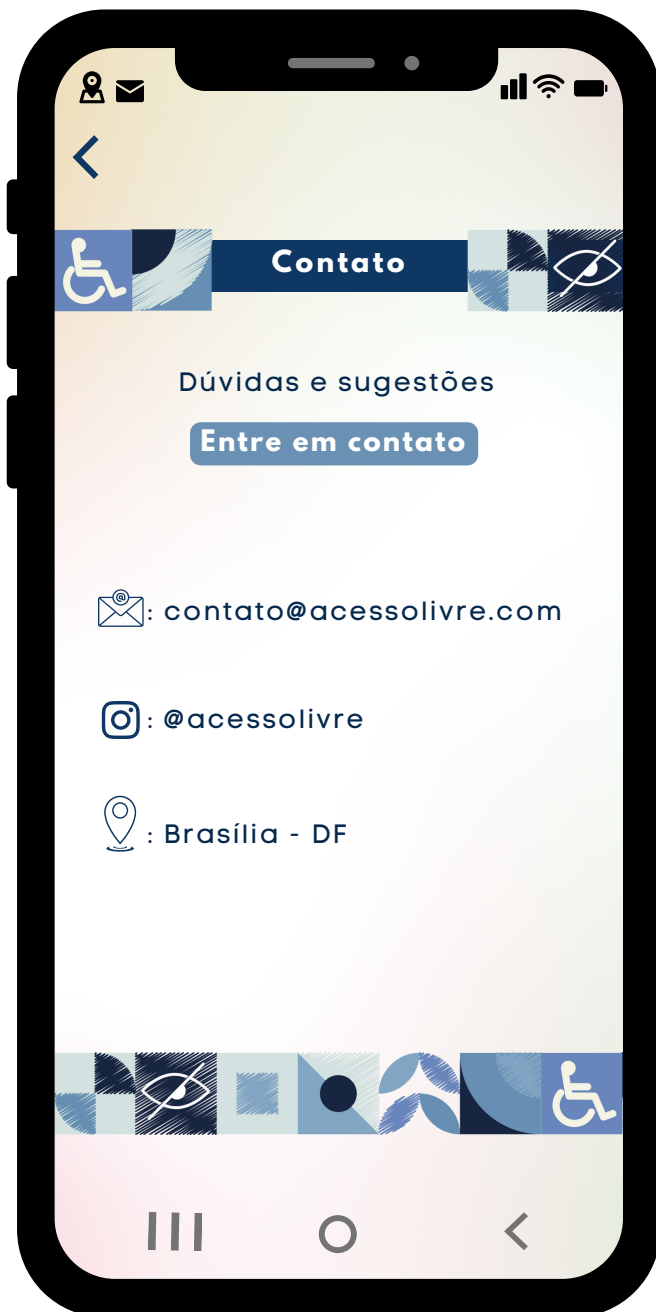 Contato
Dúvidas e sugestões
Entre em contato
: contato@acessolivre.com
: @acessolivre
: Brasília - DF